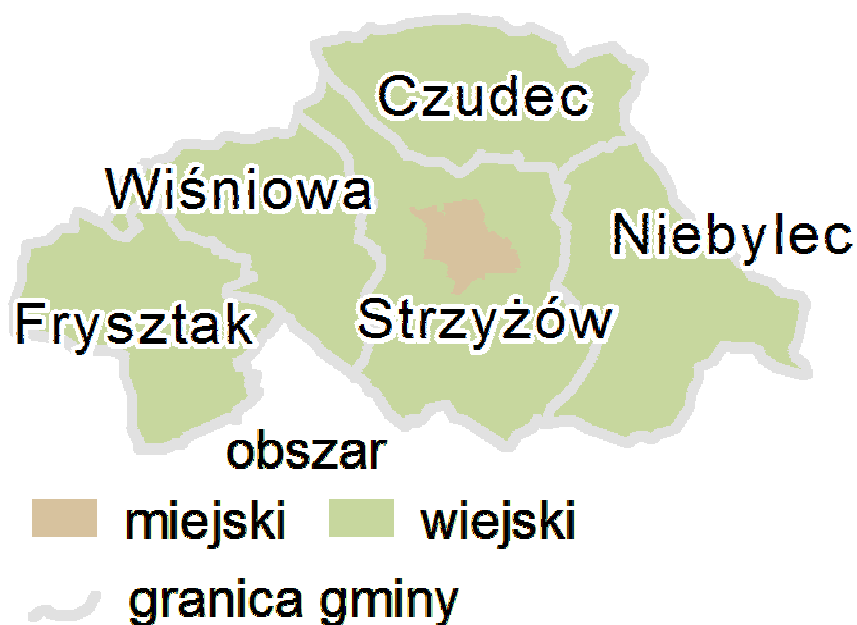 Czudec
Wiśniowa
Niebylec
Frysztak
Strzyżów
obszar
miejski
wiejski
granica gminy